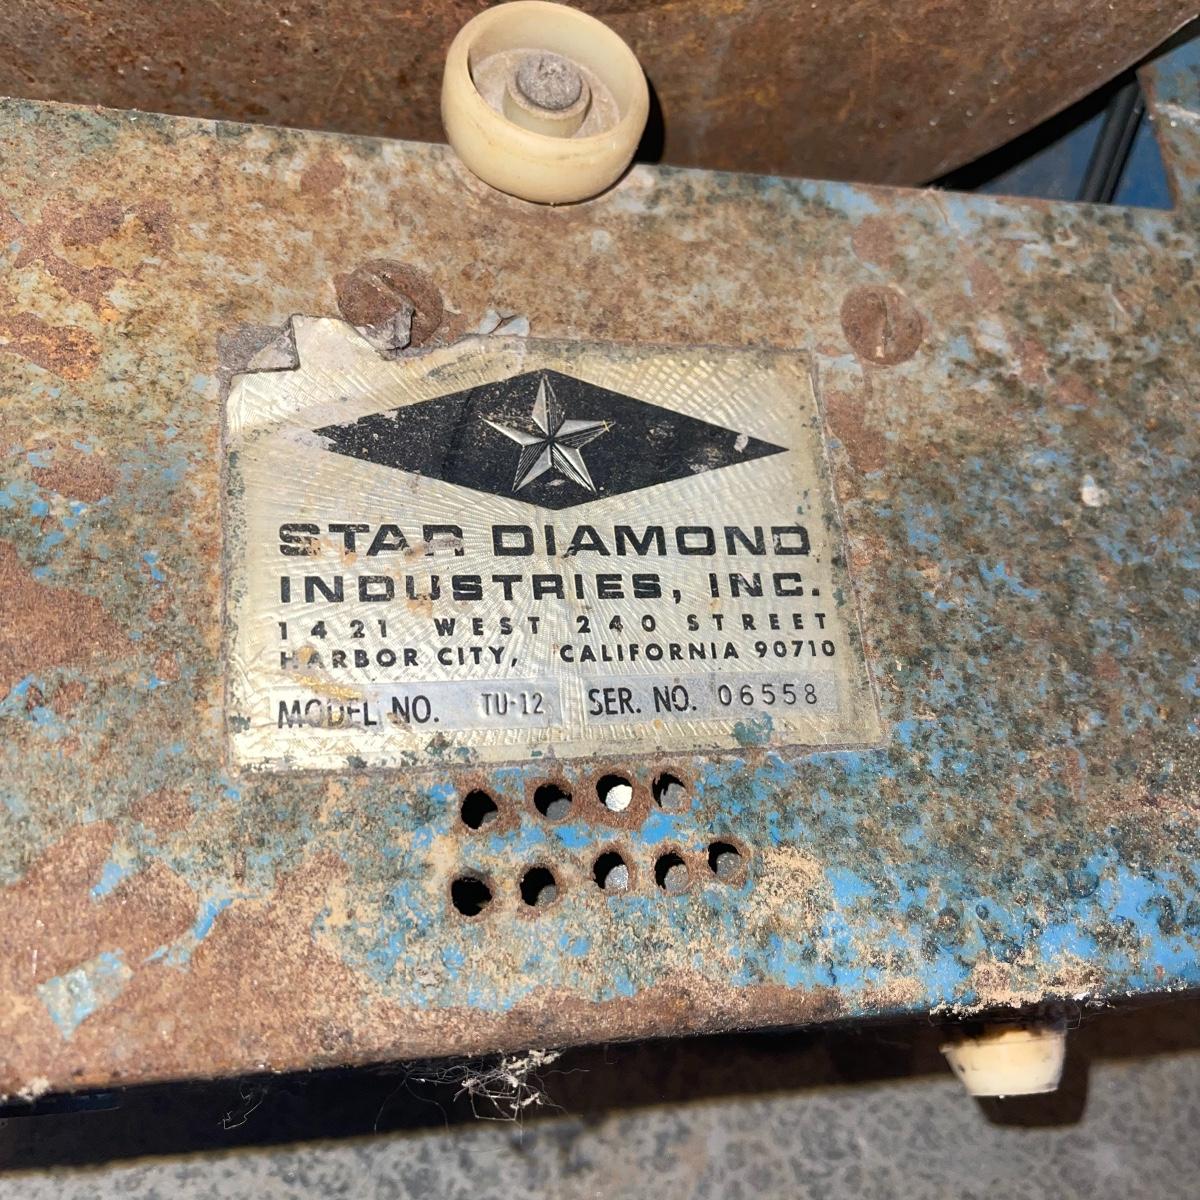 STAR DIAMOND
INDUSTRIES, INC.
1421 WEST 240 STREET
HARBOR CITY, CALIFORNIA 90710
MODEL NO. TU-12 SER. NO. 06558